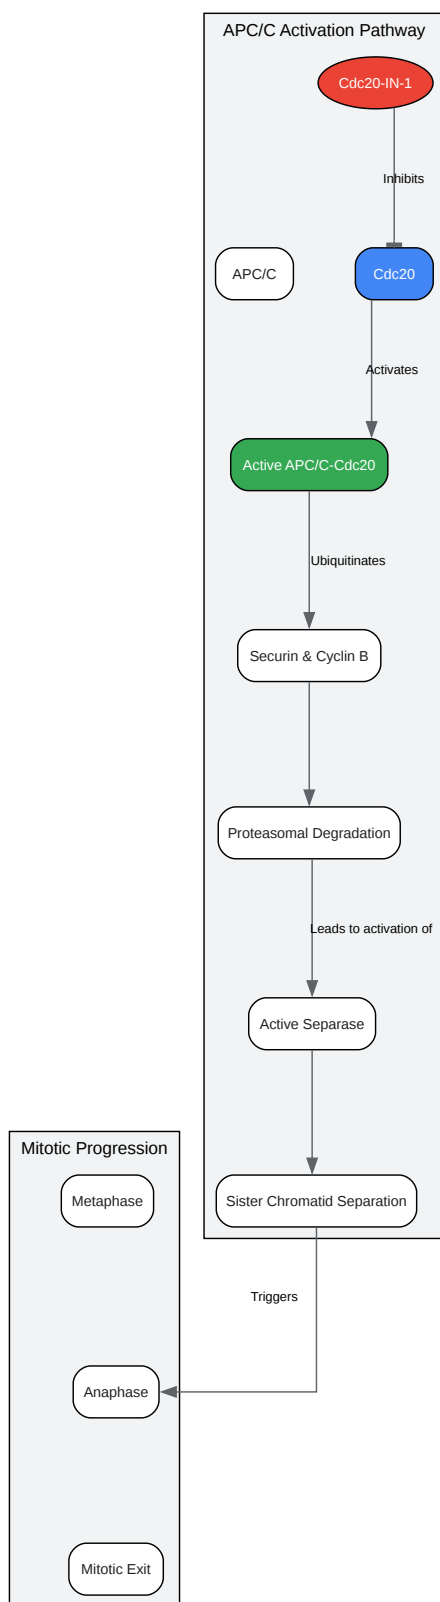 APC/C Activation Pathway
Cdc20-IN-1
Inhibits
APC/C
Cdc20
Activates
Active APC/C-Cdc20
Ubiquitinates
Securin & Cyclin B
Proteasomal Degradation
Leads to activation of
Active Separase
Mitotic Progression
Metaphase
Sister Chromatid Separation
Triggers
Anaphase
Mitotic Exit